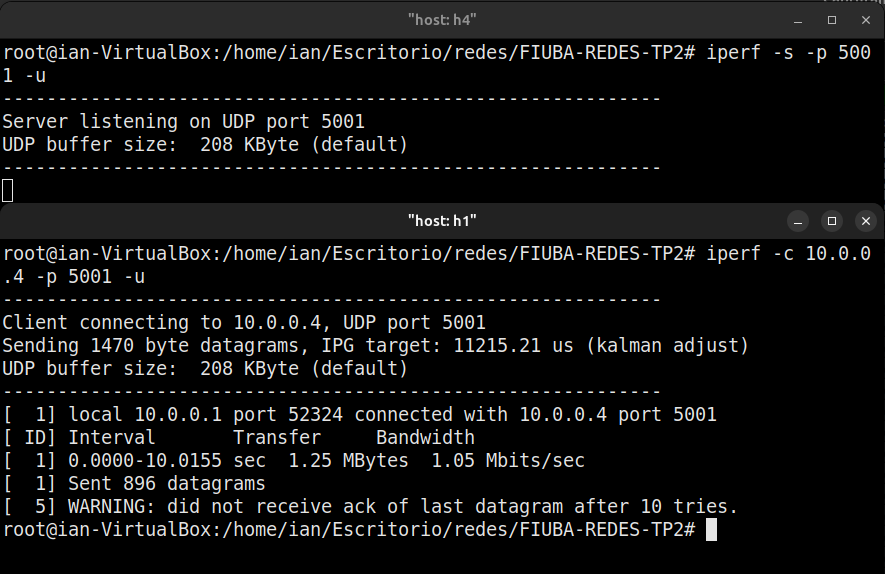 "host: h4"
root@ian-VirtualBox:/home/ian/Escritorio/redes/FIUBA-REDES-TP2# iperf -s -p 500
1 -u
------------------------------------------------------------
Server listening on UDP port 5001
UDP buffer size:  208 KByte (default)
------------------------------------------------------------
"host: h1"
root@ian-VirtualBox:/home/ian/Escritorio/redes/FIUBA-REDES-TP2# iperf -c 10.0.0
.4 -p 5001 -u
------------------------------------------------------------
Client connecting to 10.0.0.4, UDP port 5001
Sending 1470 byte datagrams, IPG target: 11215.21 us (kalman adjust)
UDP buffer size:  208 KByte (default)
------------------------------------------------------------
[  1] local 10.0.0.1 port 52324 connected with 10.0.0.4 port 5001
[ ID] Interval       Transfer     Bandwidth
[  1] 0.0000-10.0155 sec  1.25 MBytes  1.05 Mbits/sec
[  1] Sent 896 datagrams
[  5] WARNING: did not receive ack of last datagram after 10 tries.
root@ian-VirtualBox:/home/ian/Escritorio/redes/FIUBA-REDES-TP2#